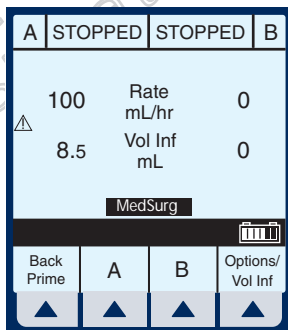 A STOPPED STOPPED B
100 Rate mL/hr 0
8.5 Vol Inf mL 0
MedSurg
Back Prime A B Options/ Vol Inf